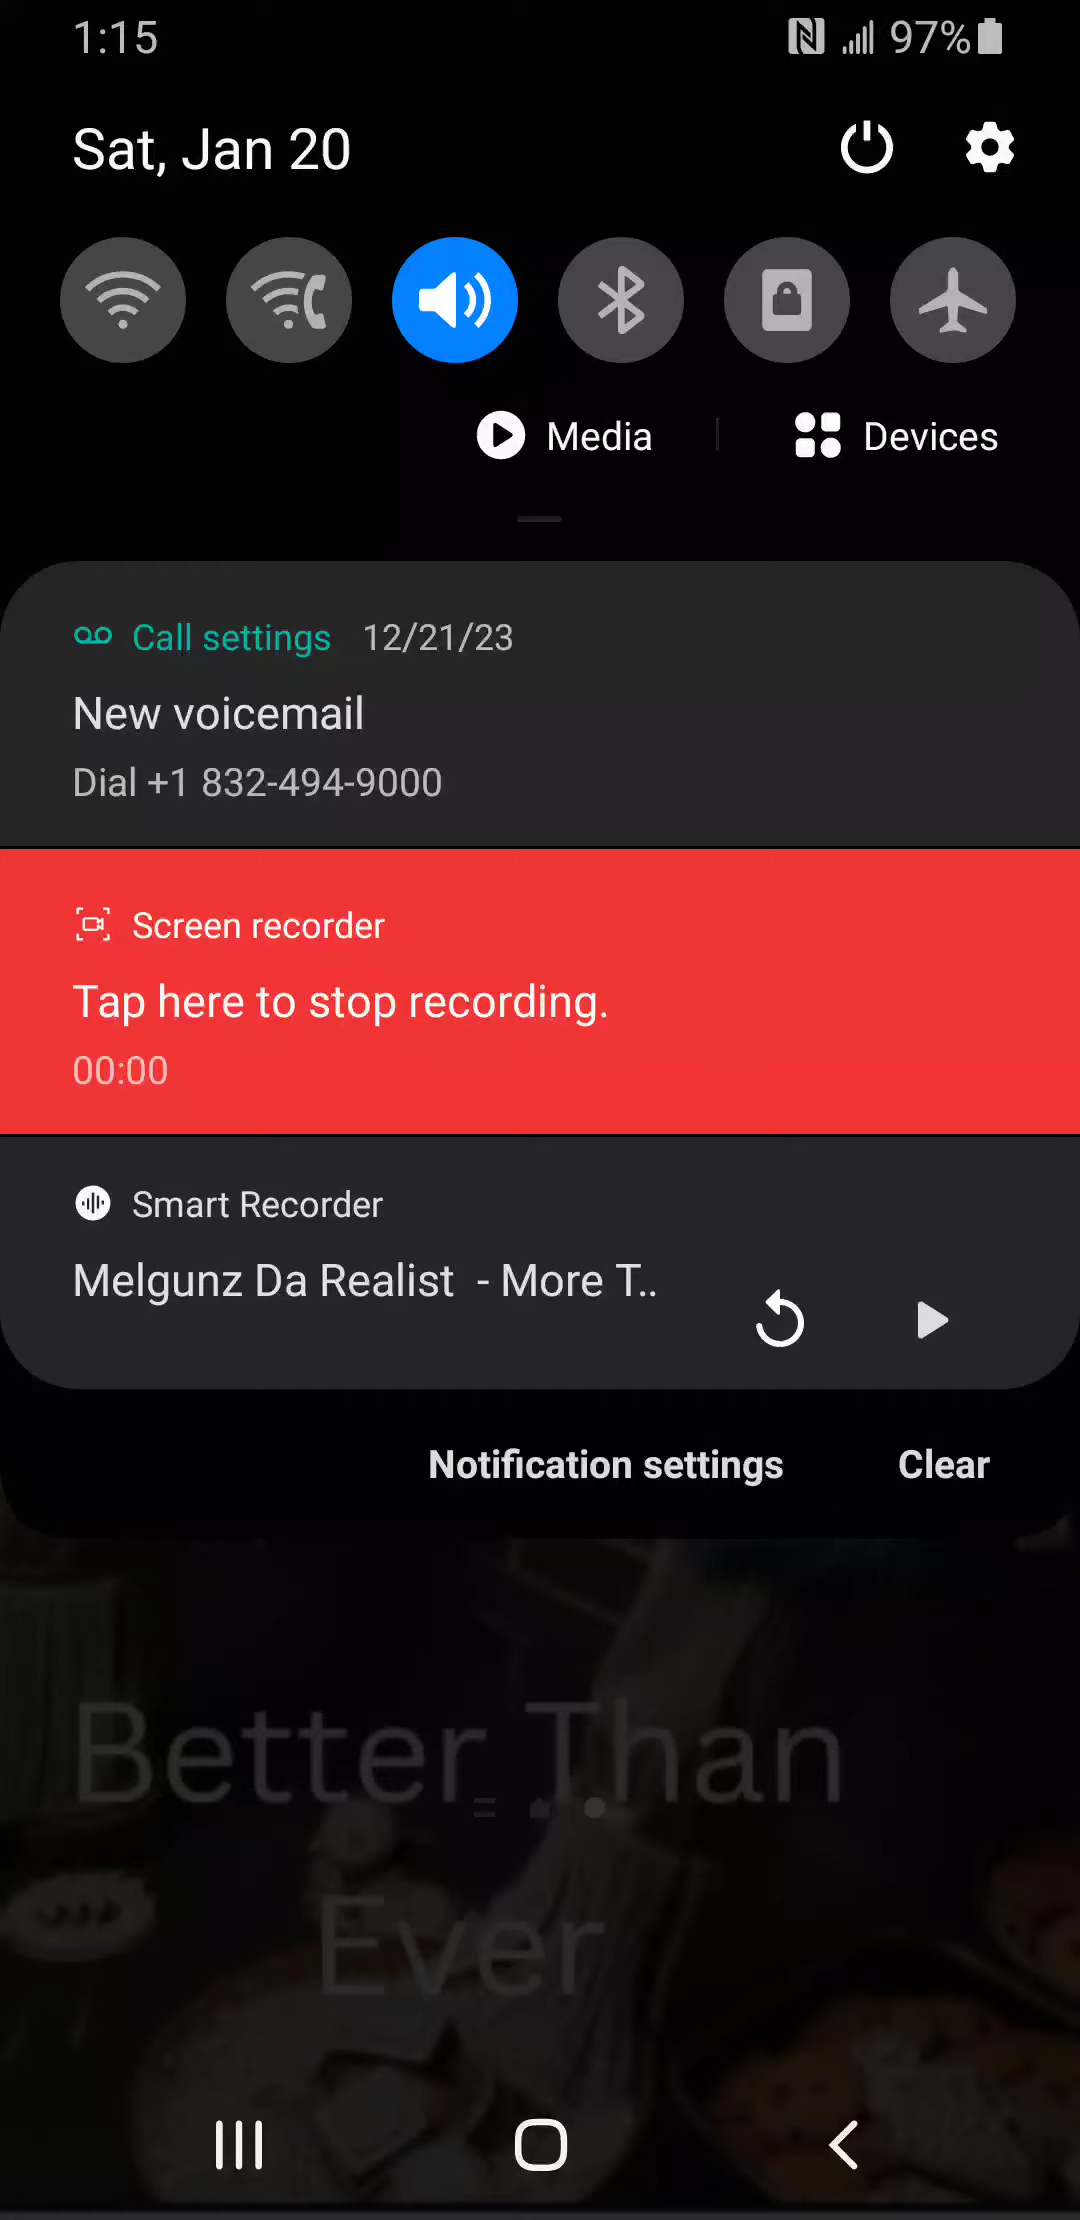 1:15 97%
Sat, Jan 20
Media Devices
Call settings 12/21/23
New voicemail
Dial +1 832-494-9000
Screen recorder
Tap here to stop recording.
00:00
Smart Recorder
Melgunz Da Realist - More T..
Notification settings Clear
Better Than
Ever